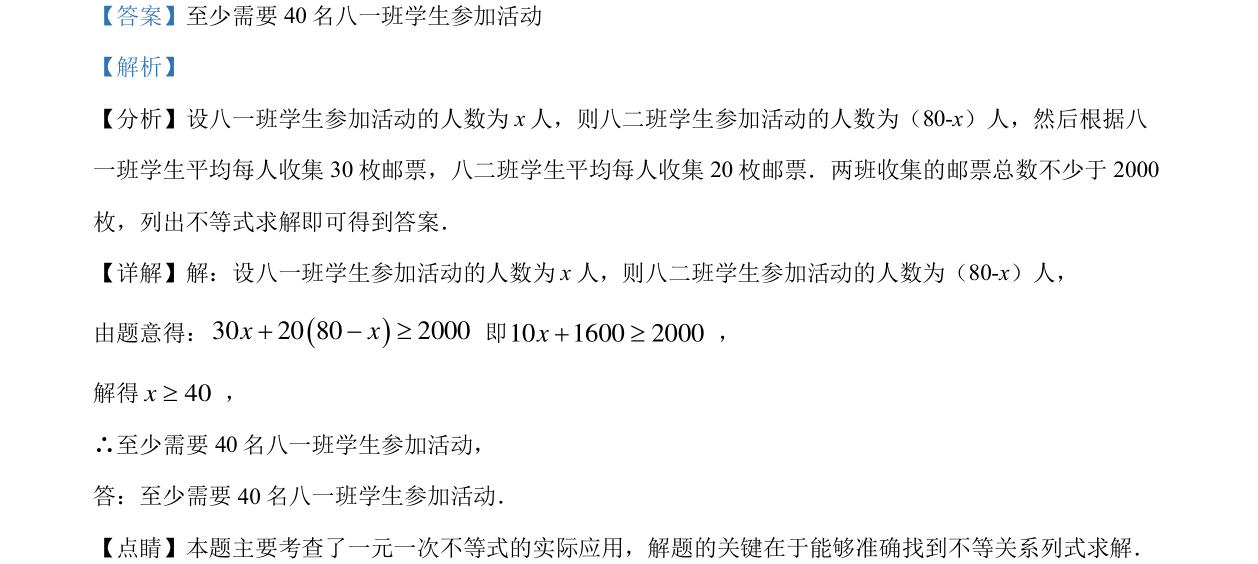 【答案】至少需要 40 名八一班学生参加活动
【解析】
【分析】设八一班学生参加活动的人数为 x 人，则八二班学生参加活动的人数为（80-x）人，然后根据八
一班学生平均每人收集 30 枚邮票，八二班学生平均每人收集 20 枚邮票．两班收集的邮票总数不少于 2000
枚，列出不等式求解即可得到答案．
【详解】解：设八一班学生参加活动的人数为 x 人，则八二班学生参加活动的人数为（80-x）人，
由题意得：30x+20(80−x)≥2000 即10x+1600≥2000 ，
解得 x≥40 ，
∴至少需要 40 名八一班学生参加活动，
答：至少需要 40 名八一班学生参加活动．
【点睛】本题主要考查了一元一次不等式的实际应用，解题的关键在于能够准确找到不等关系列式求解．